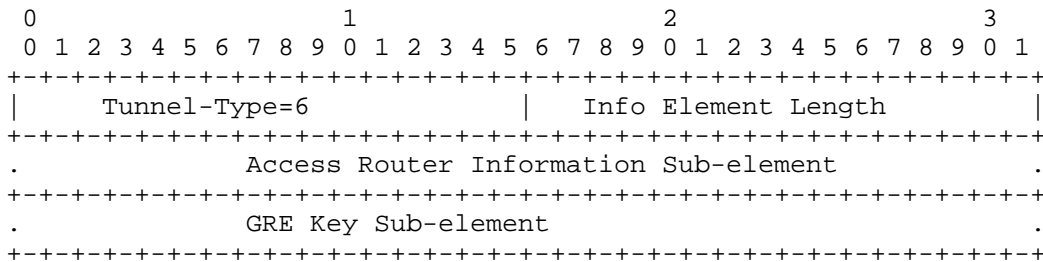 0                   1                   2                   3
 0 1 2 3 4 5 6 7 8 9 0 1 2 3 4 5 6 7 8 9 0 1 2 3 4 5 6 7 8 9 0 1
+-+-+-+-+-+-+-+-+-+-+-+-+-+-+-+-+-+-+-+-+-+-+-+-+-+-+-+-+-+-+-+-+
|     Tunnel-Type=6             |   Info Element Length         |
+-+-+-+-+-+-+-+-+-+-+-+-+-+-+-+-+-+-+-+-+-+-+-+-+-+-+-+-+-+-+-+-+
.              Access Router Information Sub-element            .
+-+-+-+-+-+-+-+-+-+-+-+-+-+-+-+-+-+-+-+-+-+-+-+-+-+-+-+-+-+-+-+-+
.              GRE Key Sub-element                              .
+-+-+-+-+-+-+-+-+-+-+-+-+-+-+-+-+-+-+-+-+-+-+-+-+-+-+-+-+-+-+-+-+